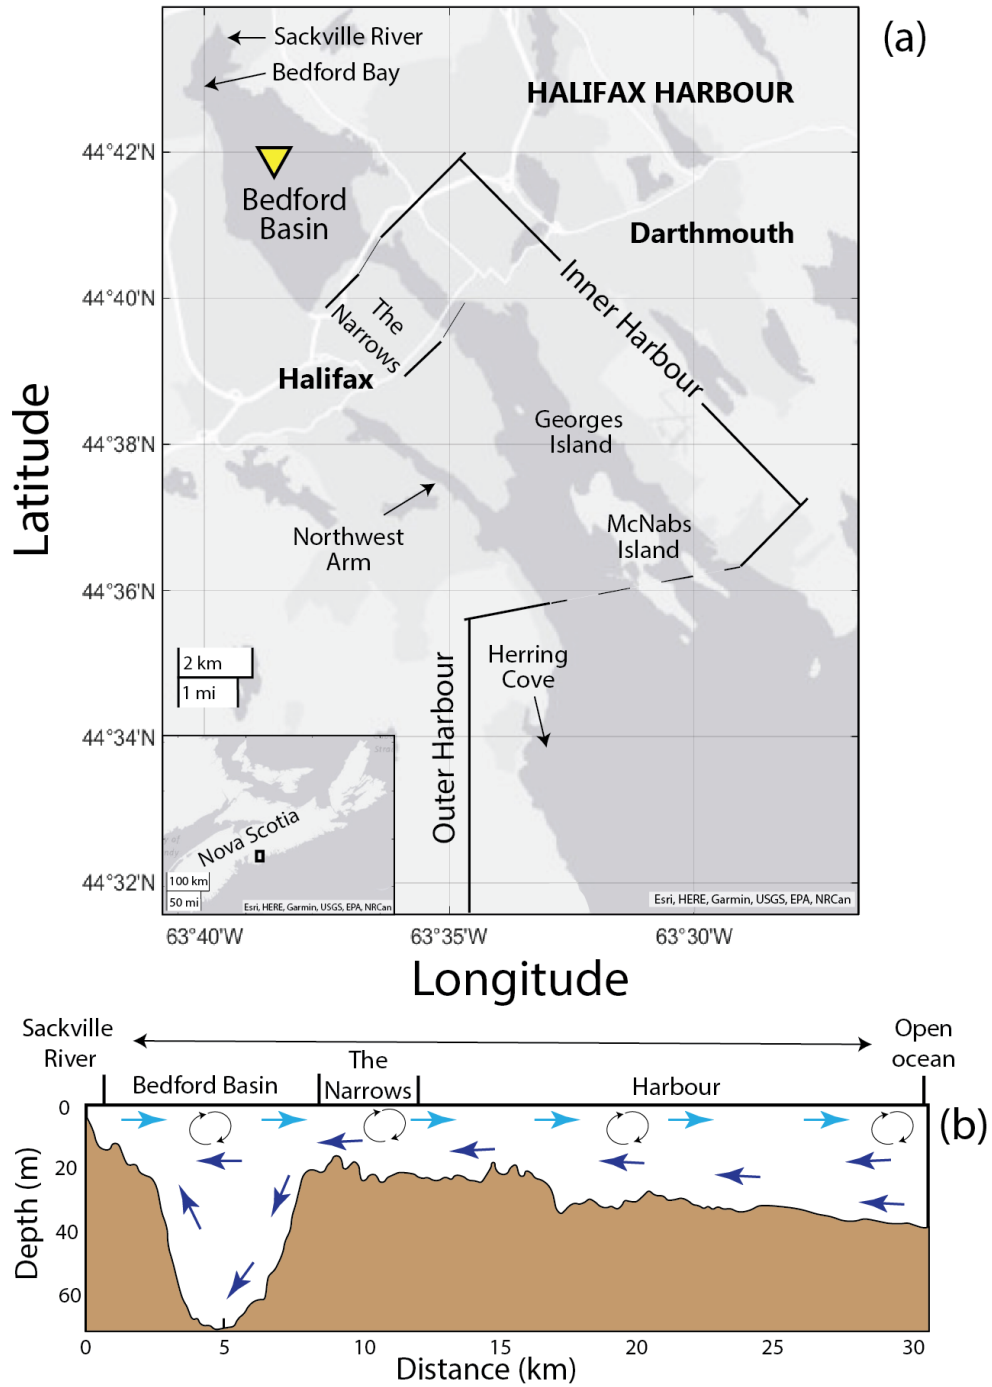 (a)
Sackville River
Bedford Bay
HALIFAX HARBOUR
44°42'N
Bedford
Basin
Darthmouth
44°40'N
The
Narrows
Inner Harbour
Halifax
Georges
Island
44°38'N
Northwest
Arm
McNabs
Island
44°36'N
2 km
1 mi
Herring
Cove
Outer Harbour
44°34'N
Nova Scotia
100 km
50 mi
Esri, HERE, Garmin, USGS, EPA, NRCan
44°32'N
Esri, HERE, Garmin, USGS, EPA, NRCan
Latitude
63°40'W
63°35'W
63°30'W
Longitude
Sackville
River
Open
ocean
Bedford Basin
The
Narrows
Harbour
(b)
0
20
40
60
Depth (m)
0
5
10
15
20
25
30
Distance (km)